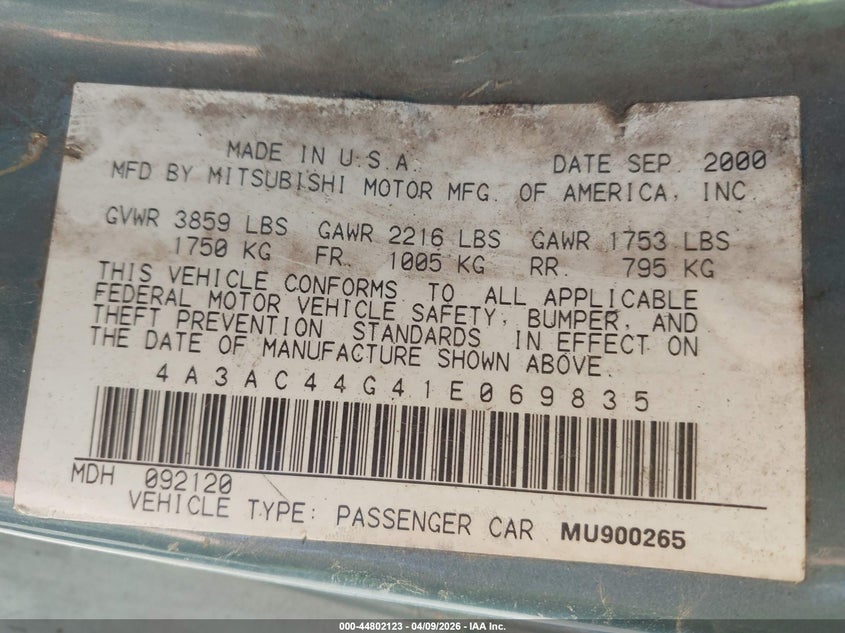 MADE IN U.S.A. DATE SEP. 2000
MFD BY MITSUBISHI MOTOR MFG. OF AMERICA, INC.
GVWR 3859 LBS GAWR 2216 LBS GAWR 1753 LBS
1750 KG FR. 1005 KG RR. 795 KG
THIS VEHICLE CONFORMS TO ALL APPLICABLE
FEDERAL MOTOR VEHICLE SAFETY, BUMPER, AND
THEFT PREVENTION STANDARDS IN EFFECT ON
THE DATE OF MANUFACTURE SHOWN ABOVE.
4A3AC44G41E069835
MDH 092120
VEHICLE TYPE: PASSENGER CAR MU900265
000-44802123 - 04/09/2026 - IAA Inc.